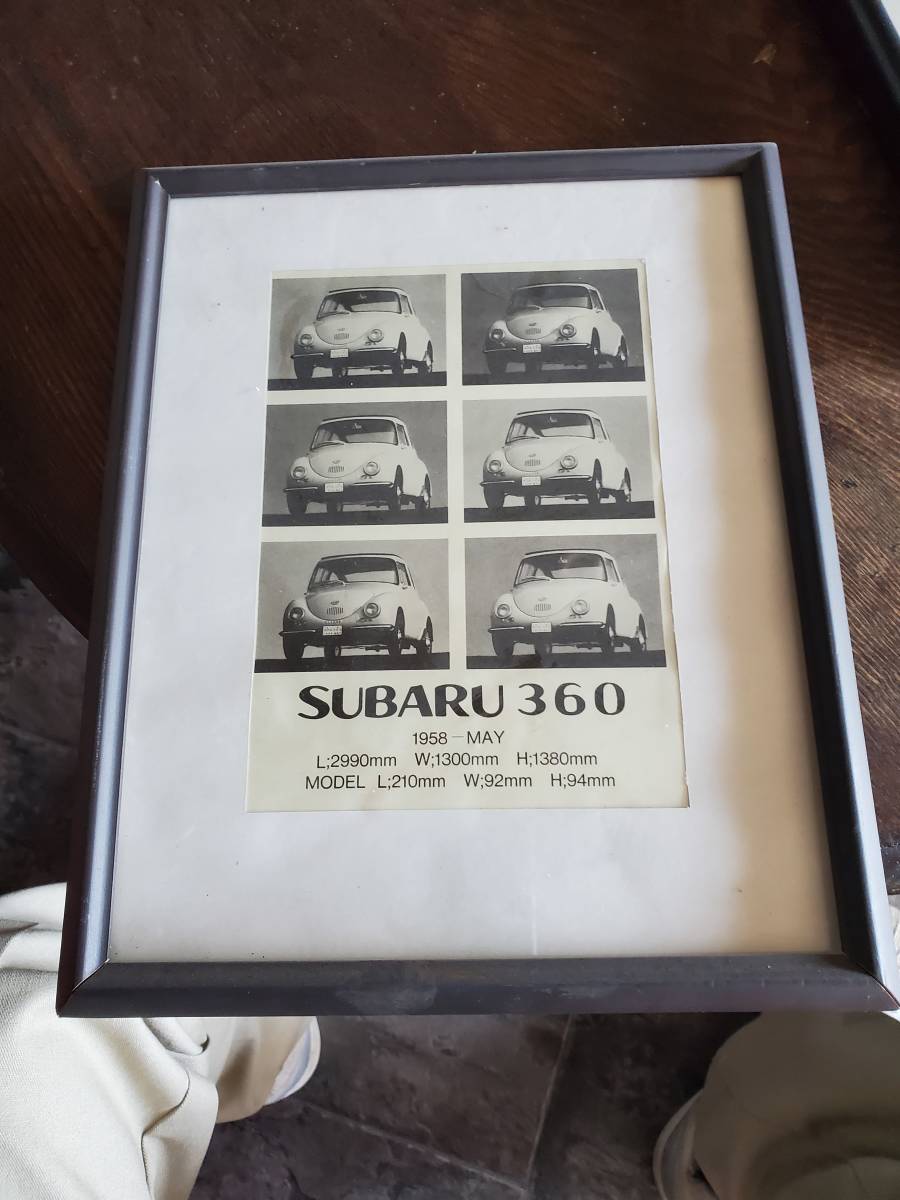 SUBARU 360
1958－MAY
L;2990mm W;1300mm H;1380mm
MODEL L;210mm W;92mm H;94mm